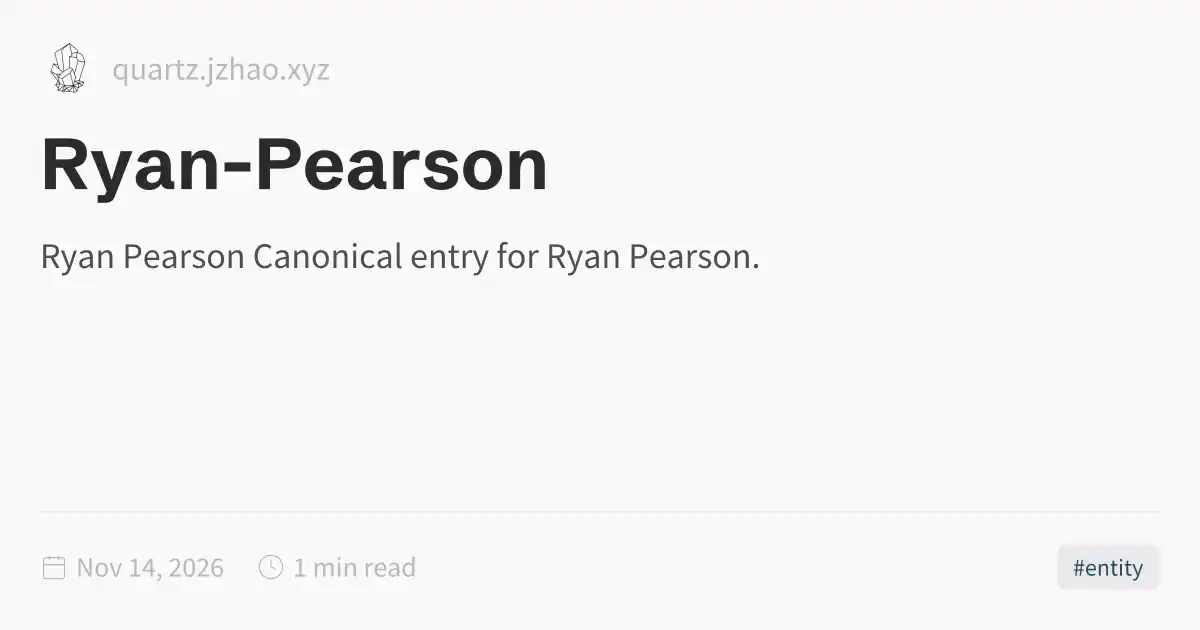 quartz.jzhao.xyz
Ryan-Pearson
Ryan Pearson Canonical entry for Ryan Pearson.
Nov 14, 2026 1 min read #entity